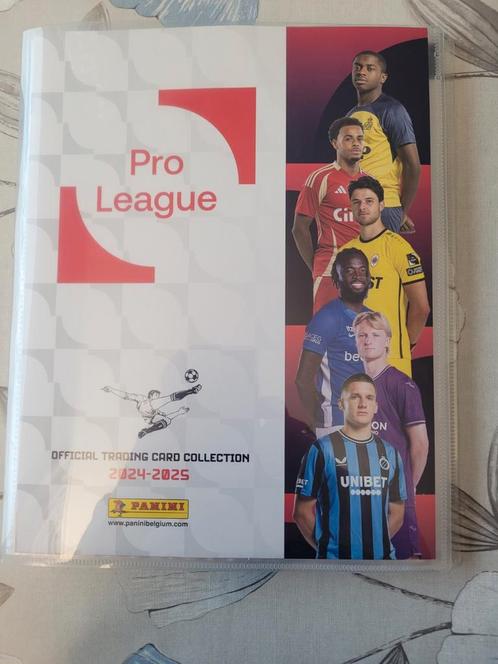 Pro
League
OFFICIAL TRADING CARD COLLECTION
2024-2025
PANINI
www.paninibelgium.com
UNIBET